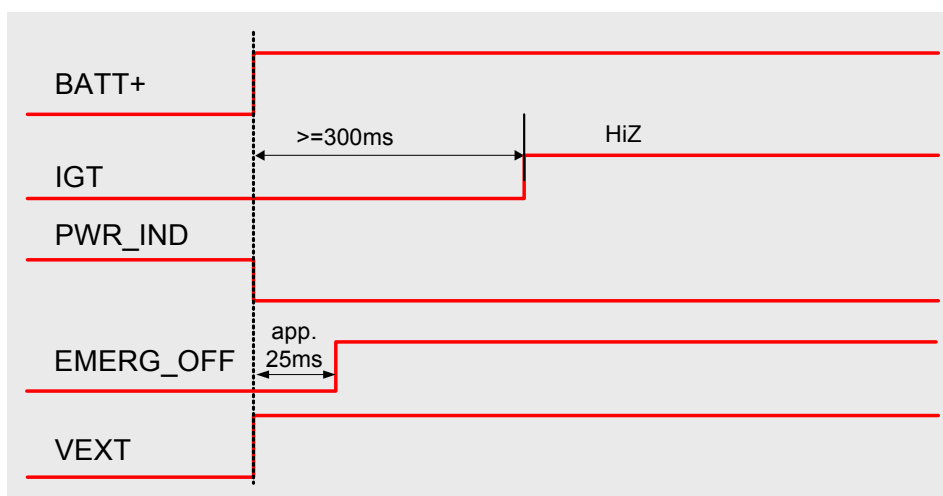 BATT+
>=300ms
HiZ
IGT
PWR_IND
app.
25ms
EMERG_OFF
VEXT